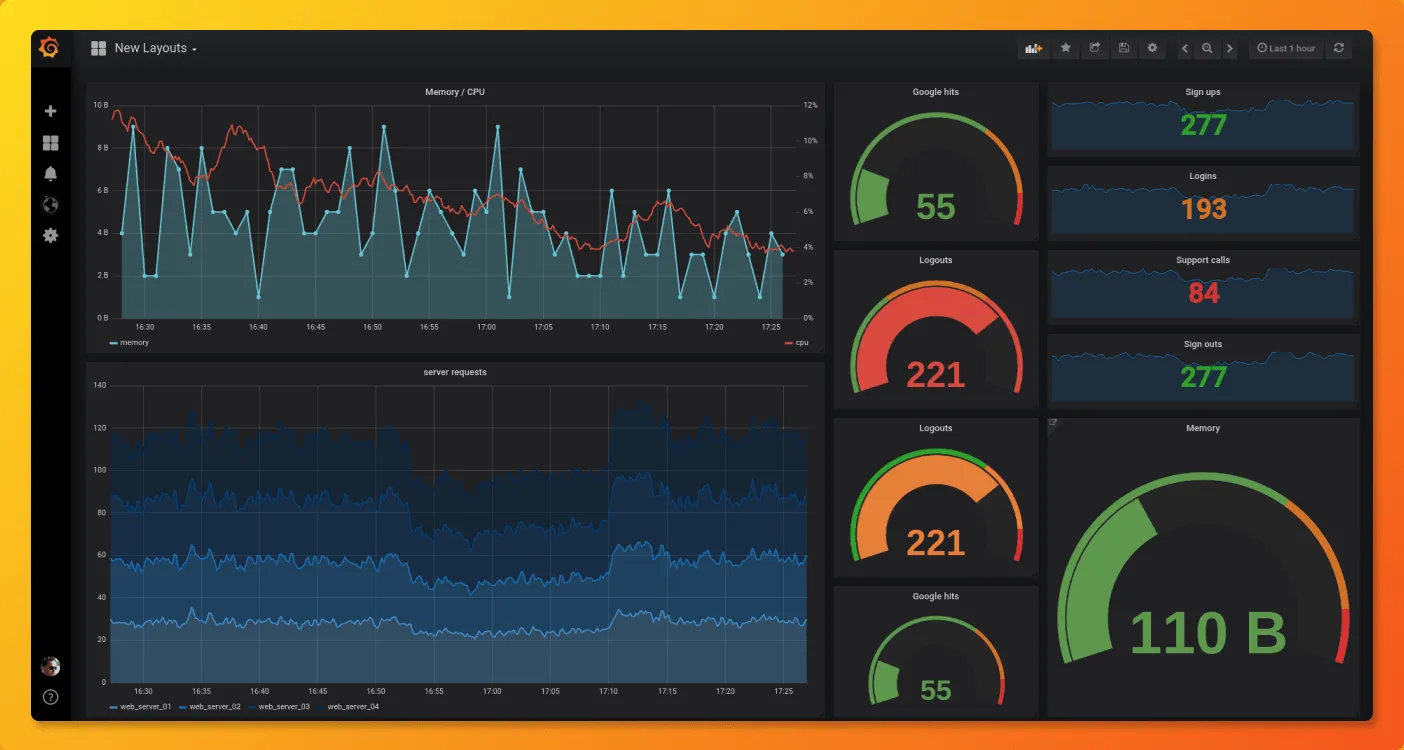 New Layouts
Last 1 hour
Memory / CPU
10 B
8 B
6 B
4 B
2 B
0 B
12%
10%
8%
6%
4%
2%
0%
16:30 16:35 16:40 16:45 16:50 16:55 17:00 17:05 17:10 17:15 17:20 17:25
memory cpu
server requests
140
120
100
80
60
40
20
0
16:30 16:35 16:40 16:45 16:50 16:55 17:00 17:05 17:10 17:15 17:20 17:25
web_server_01 web_server_02 web_server_03 web_server_04
Google hits
55
Logouts
221
Logouts
221
Google hits
55
Sign ups
277
Logins
193
Support calls
84
Sign outs
277
Memory
110 B
?